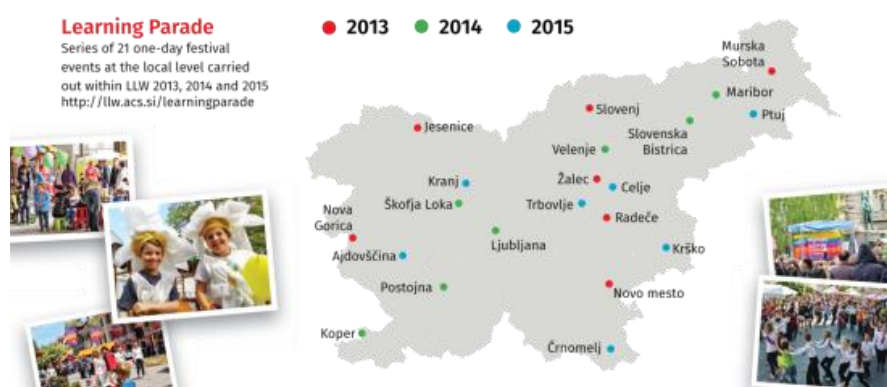 Learning Parade
Series of 21 one-day festival
events at the local level carried
out within LLW 2013, 2014 and 2015
http://llw.acs.si/learningparade
2013
2014
2015
Murska
Sobota
Maribor
Ptuj
Slovenj
Slovenska
Bistrica
Jesenice
Velenje
Žalec
Celje
Kranj
Škofja Loka
Trbovlje
Radeče
Nova
Gorica
Ljubljana
Krško
Ajdovščina
Postojna
Novo mesto
Koper
Črnomelj